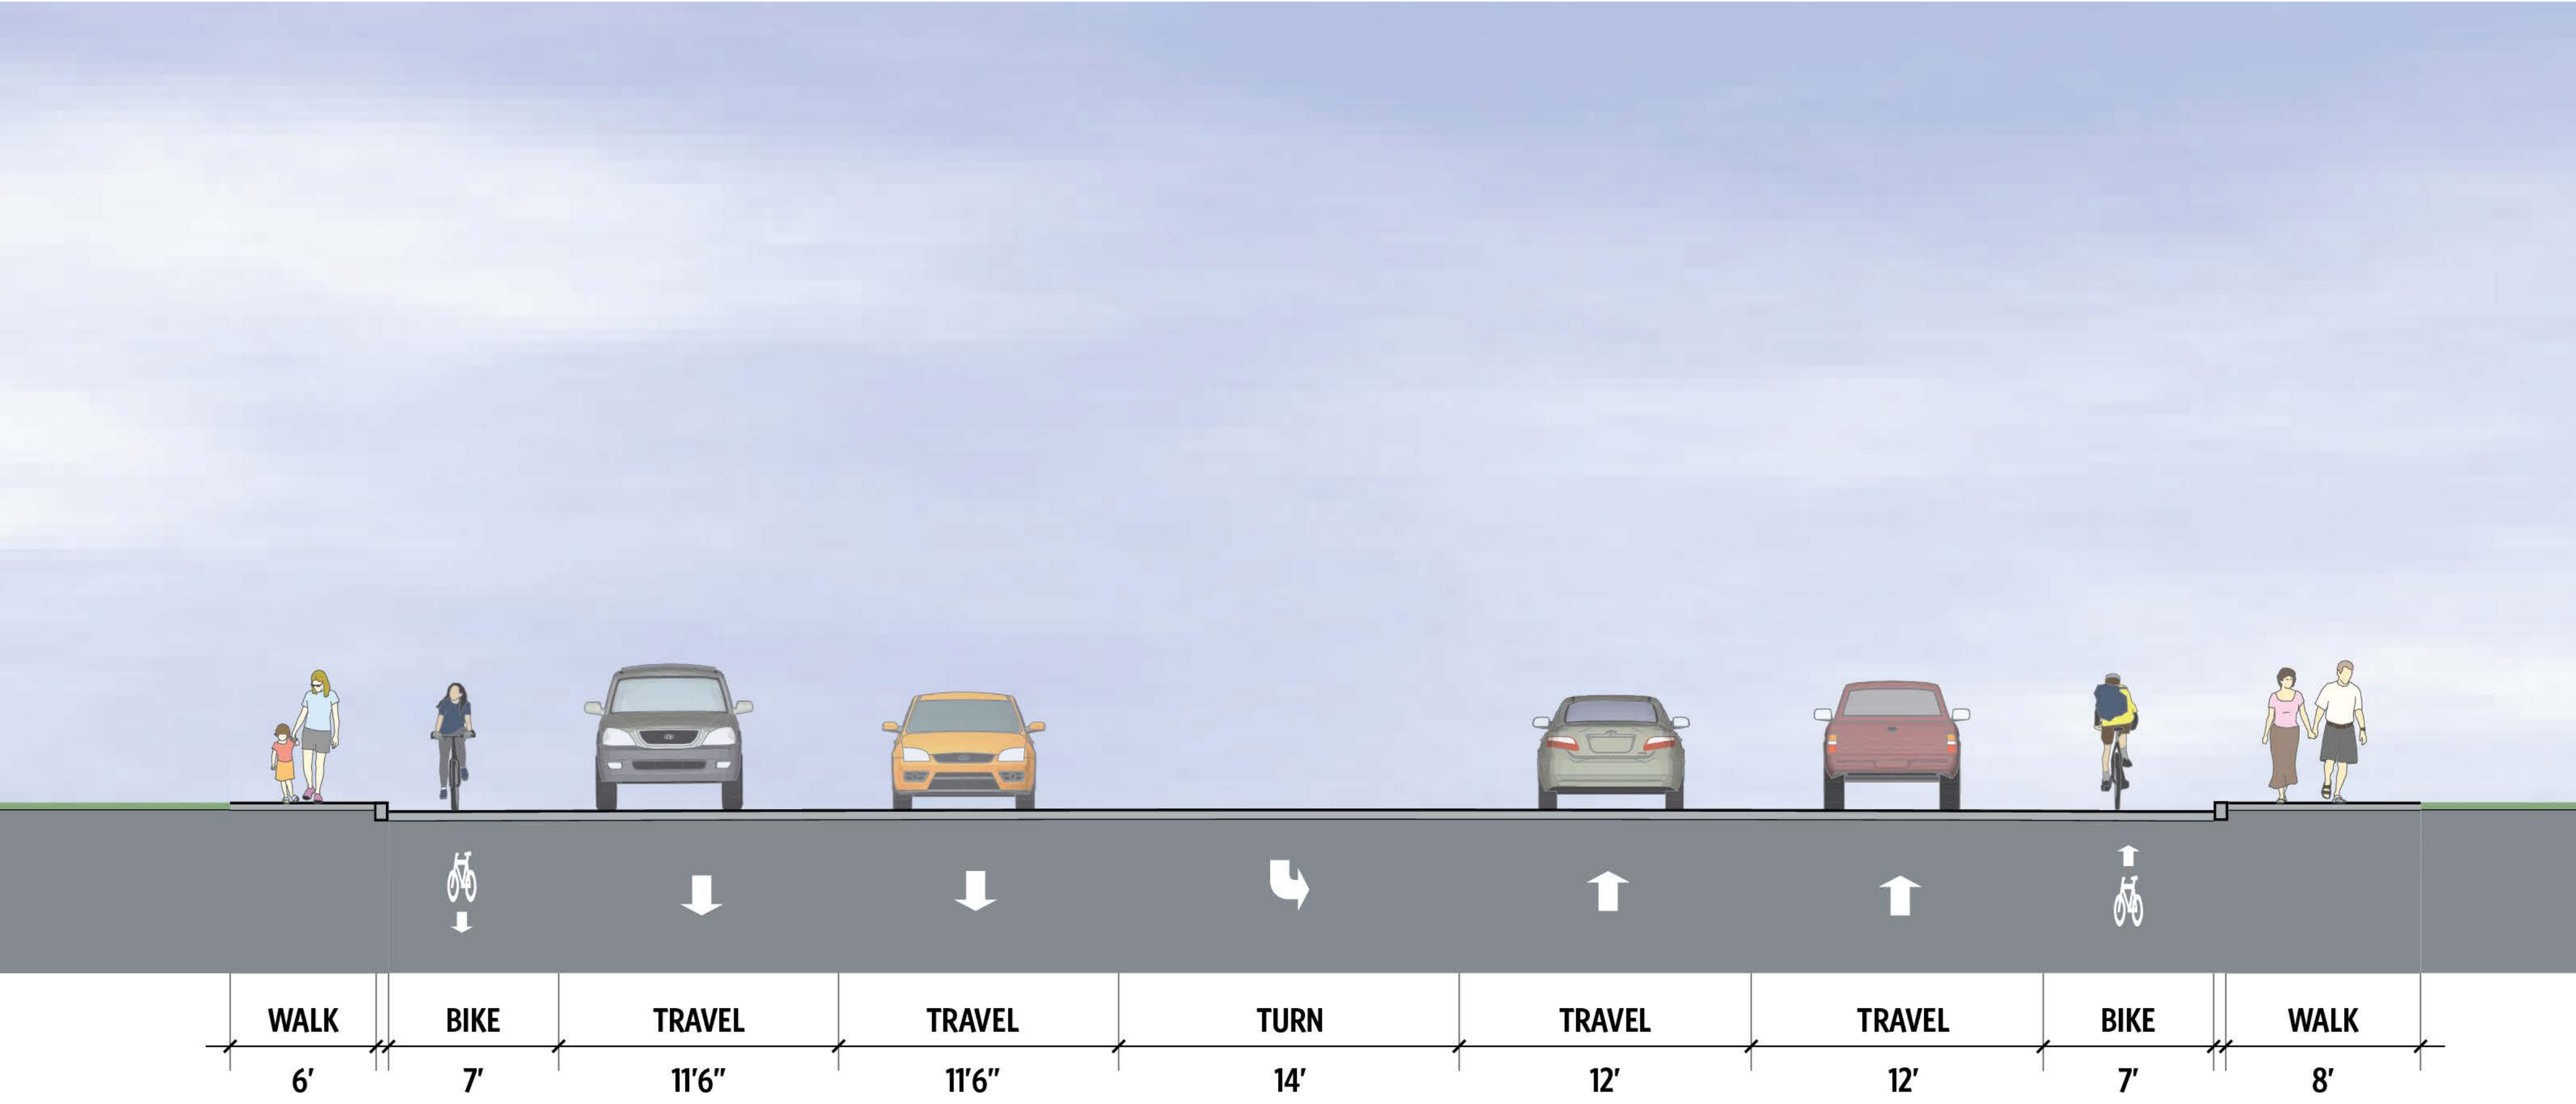 WALK BIKE TRAVEL TRAVEL TURN TRAVEL TRAVEL BIKE WALK
6' 7' 11'6" 11'6" 14' 12' 12' 7' 8'